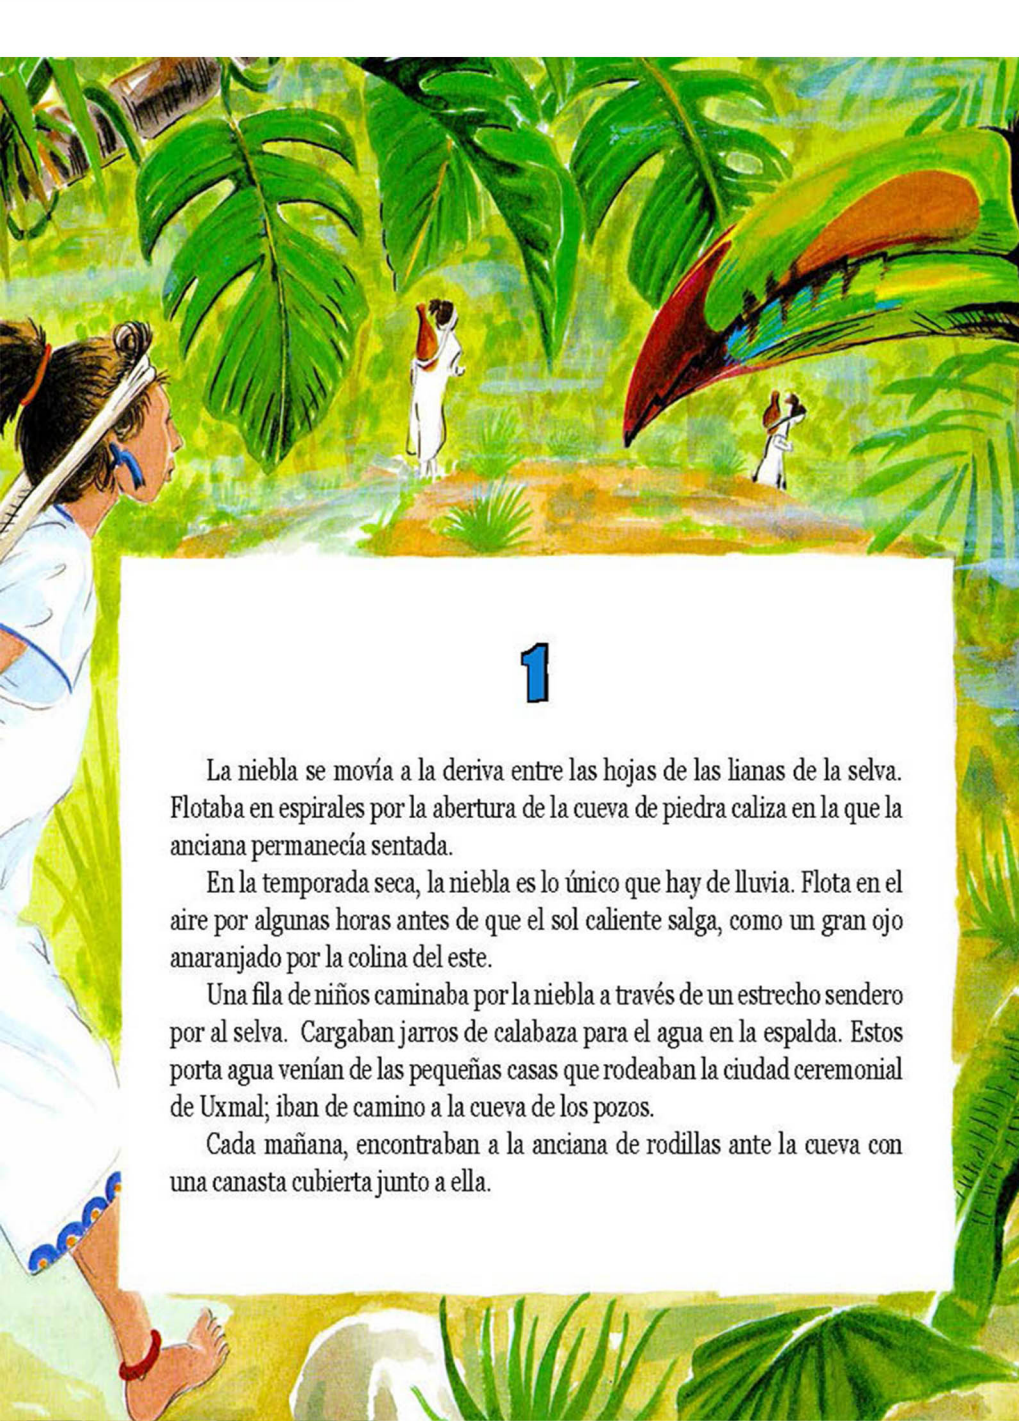 1
La niebla se movía a la deriva entre las hojas de las lianas de la selva.
Flotaba en espirales por la abertura de la cueva de piedra caliza en la que la
anciana permanecía sentada.
En la temporada seca, la niebla es lo único que hay de lluvia. Flota en el
aire por algunas horas antes de que el sol caliente salga, como un gran ojo
anaranjado por la colina del este.
Una fila de niños caminaba por la niebla a través de un estrecho sendero
por al selva. Cargaban jarros de calabaza para el agua en la espalda. Estos
porta agua venían de las pequeñas casas que rodeaban la ciudad ceremonial
de Uxmal; iban de camino a la cueva de los pozos.
Cada mañana, encontraban a la anciana de rodillas ante la cueva con
una canasta cubierta junto a ella.